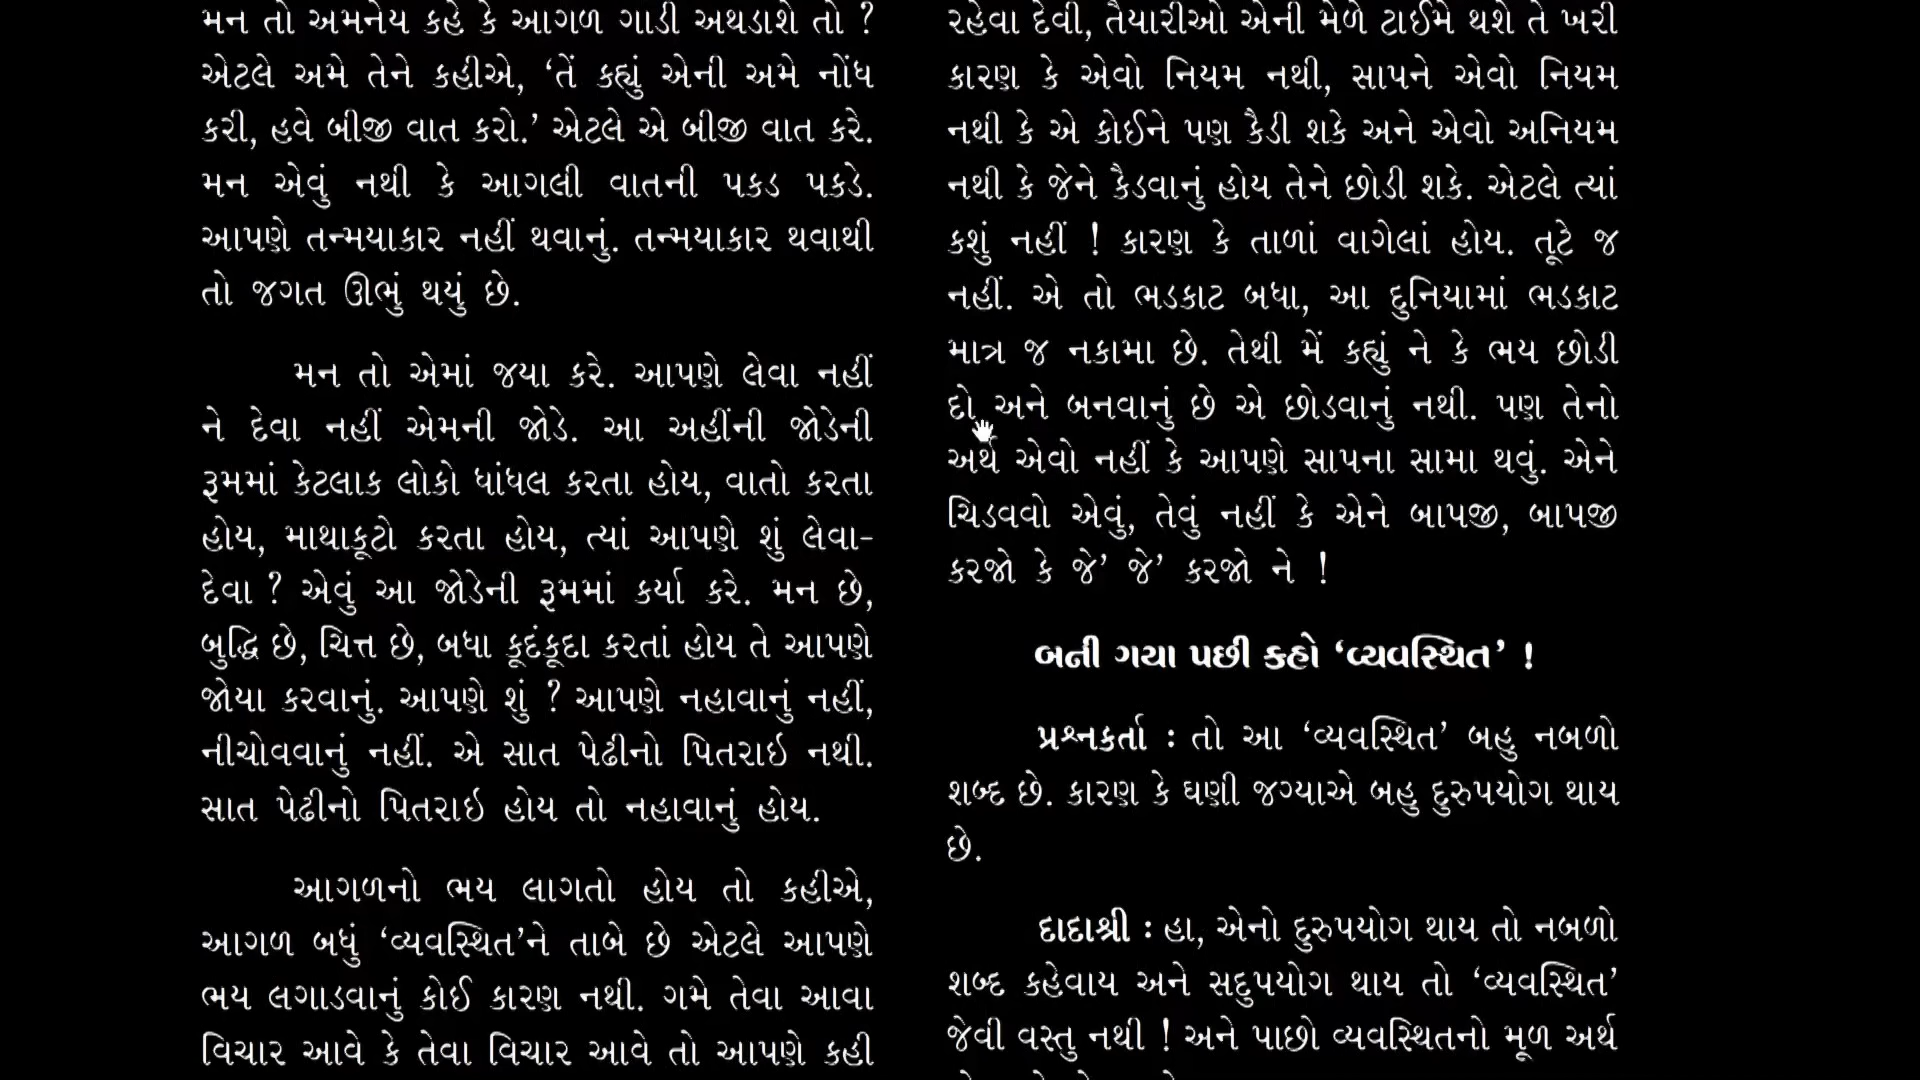 મન તો અમનેય કહે કે આગળ ગાડી અથડાશે તો ?
એટલે અમે તેને કહીએ, ‘તેં કહ્યું એની અમે નોંધ
કરી, હવે બીજી વાત કરો.’ એટલે એ બીજી વાત કરે.
મન એવું નથી કે આગલી વાતની પકડ પકડે.
આપણે તન્મયાકાર નહીં થવાનું. તન્મયાકાર થવાથી
તો જગત ઊભું થયું છે.
મન તો એમાં જયા કરે. આપણે લેવા નહીં
ને દેવા નહીં એમની જોડે. આ અહીંની જોડેની
રૂમમાં કેટલાક લોકો ધાંધલ કરતા હોય, વાતો કરતા
હોય, માથાકૂટો કરતા હોય, ત્યાં આપણે શું લેવા-
દેવા ? એવું આ જોડેની રૂમમાં કર્યા કરે. મન છે,
બુદ્ધિ છે, ચિત્ત છે, બધા કૂદંકૂદા કરતાં હોય તે આપણે
જોયા કરવાનું. આપણે શું ? આપણે નહાવાનું નહીં,
નીચોવવાનું નહીં. એ સાત પેઢીનો પિતરાઇ નથી.
સાત પેઢીનો પિતરાઇ હોય તો નહાવાનું હોય.
આગળનો ભય લાગતો હોય તો કહીએ,
આગળ બધું ‘વ્યવસ્થિત’ને તાબે છે એટલે આપણે
ભય લગાડવાનું કોઈ કારણ નથી. ગમે તેવા આવા
વિચાર આવે કે તેવા વિચાર આવે તો આપણે કહી
રહેવા દેવી, તૈયારીઓ એની મેળે ટાઈમે થશે તે ખરી
કારણ કે એવો નિયમ નથી, સાપને એવો નિયમ
નથી કે એ કોઈને પણ કૈડી શકે અને એવો અનિયમ
નથી કે જેને કૈડવાનું હોય તેને છોડી શકે. એટલે ત્યાં
કશું નહીં ! કારણ કે તાળાં વાગેલાં હોય. તૂટે જ
નહીં. એ તો ભડકાટ બધા, આ દુનિયામાં ભડકાટ
માત્ર જ નકામા છે. તેથી મેં કહ્યું ને કે ભય છોડી
દો અને બનવાનું છે એ છોડવાનું નથી. પણ તેનો
અર્થ એવો નહીં કે આપણે સાપના સામા થવું. એને
ચિડવવો એવું, તેવું નહીં કે એને બાપજી, બાપજી
કરજો કે જે’ જે’ કરજો ને !
બની ગયા પછી કહો ‘વ્યવસ્થિત’ !
પ્રશ્નકર્તા : તો આ ‘વ્યવસ્થિત’ બહુ નબળો
શબ્દ છે. કારણ કે ઘણી જગ્યાએ બહુ દુરુપયોગ થાય
છે.
દાદાશ્રી : હા, એનો દુરુપયોગ થાય તો નબળો
શબ્દ કહેવાય અને સદુપયોગ થાય તો ‘વ્યવસ્થિત’
જેવી વસ્તુ નથી ! અને પાછો વ્યવસ્થિતનો મૂળ અર્થ